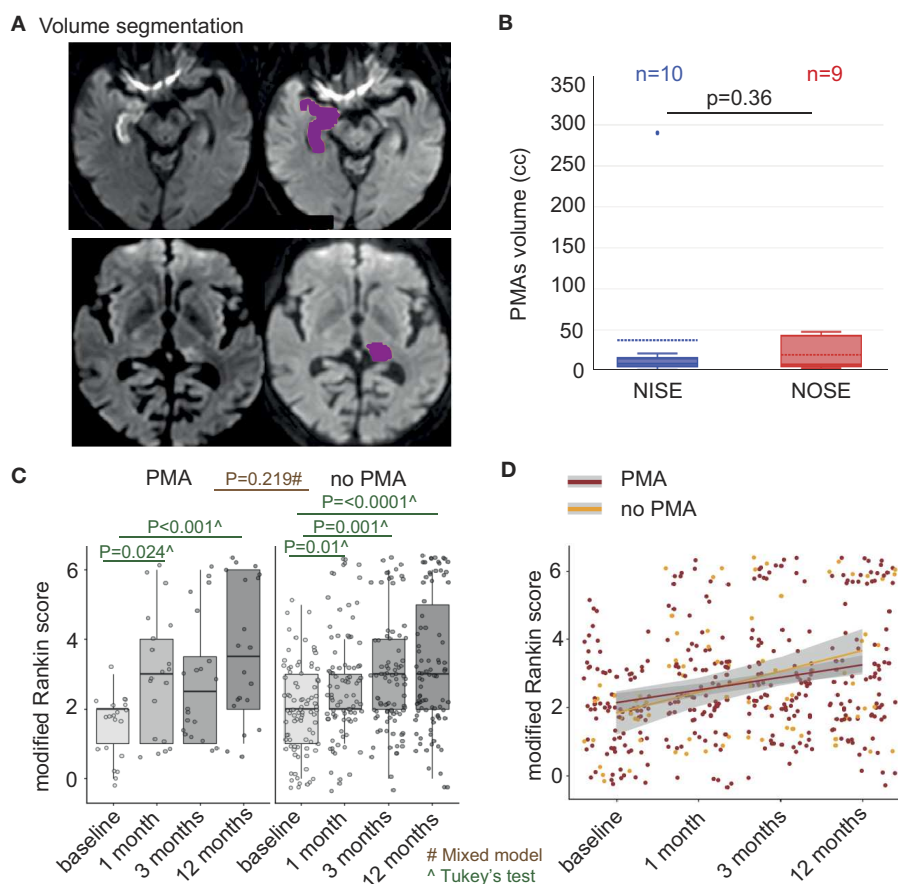 A Volume segmentation
B
n=10 n=9
p=0.36
350
300
250
200
150
100
50
0
PMAs volume (cc)
NISE NOSE
C PMA P=0.219# no PMA
P=<0.0001^
P<0.001^ P=0.001^
P=0.024^ P=0.01^
6
4
2
0
modified Rankin score
baseline 1 month 3 months 12 months baseline 1 month 3 months 12 months
# Mixed model
^ Tukey's test
D PMA
no PMA
6
4
2
0
modified Rankin score
baseline 1 month 3 months 12 months